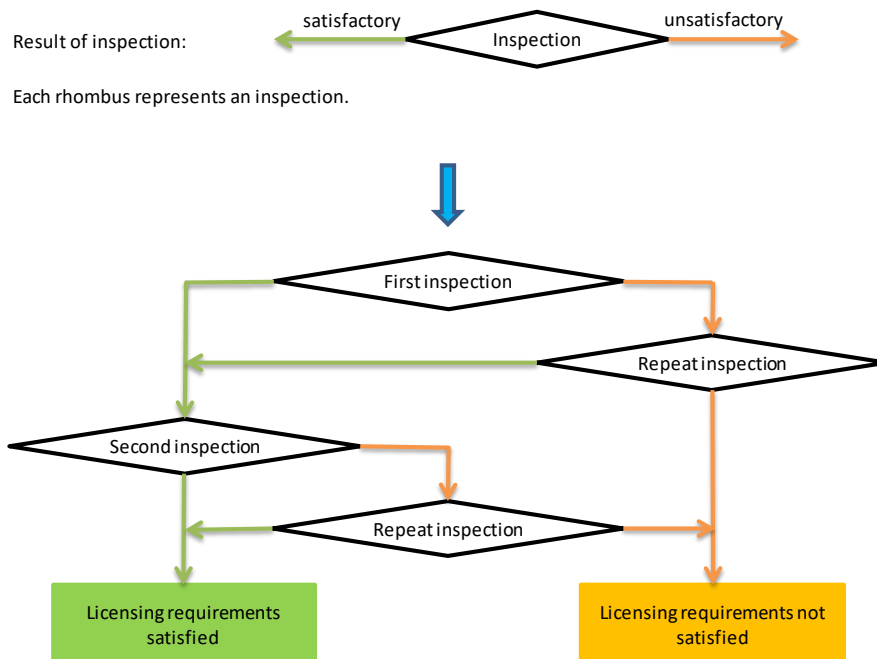 satisfactory
unsatisfactory
Result of inspection:
Inspection
Each rhombus represents an inspection.
First inspection
Repeat inspection
Second inspection
Repeat inspection
Licensing requirements
satisfied
Licensing requirements not
satisfied